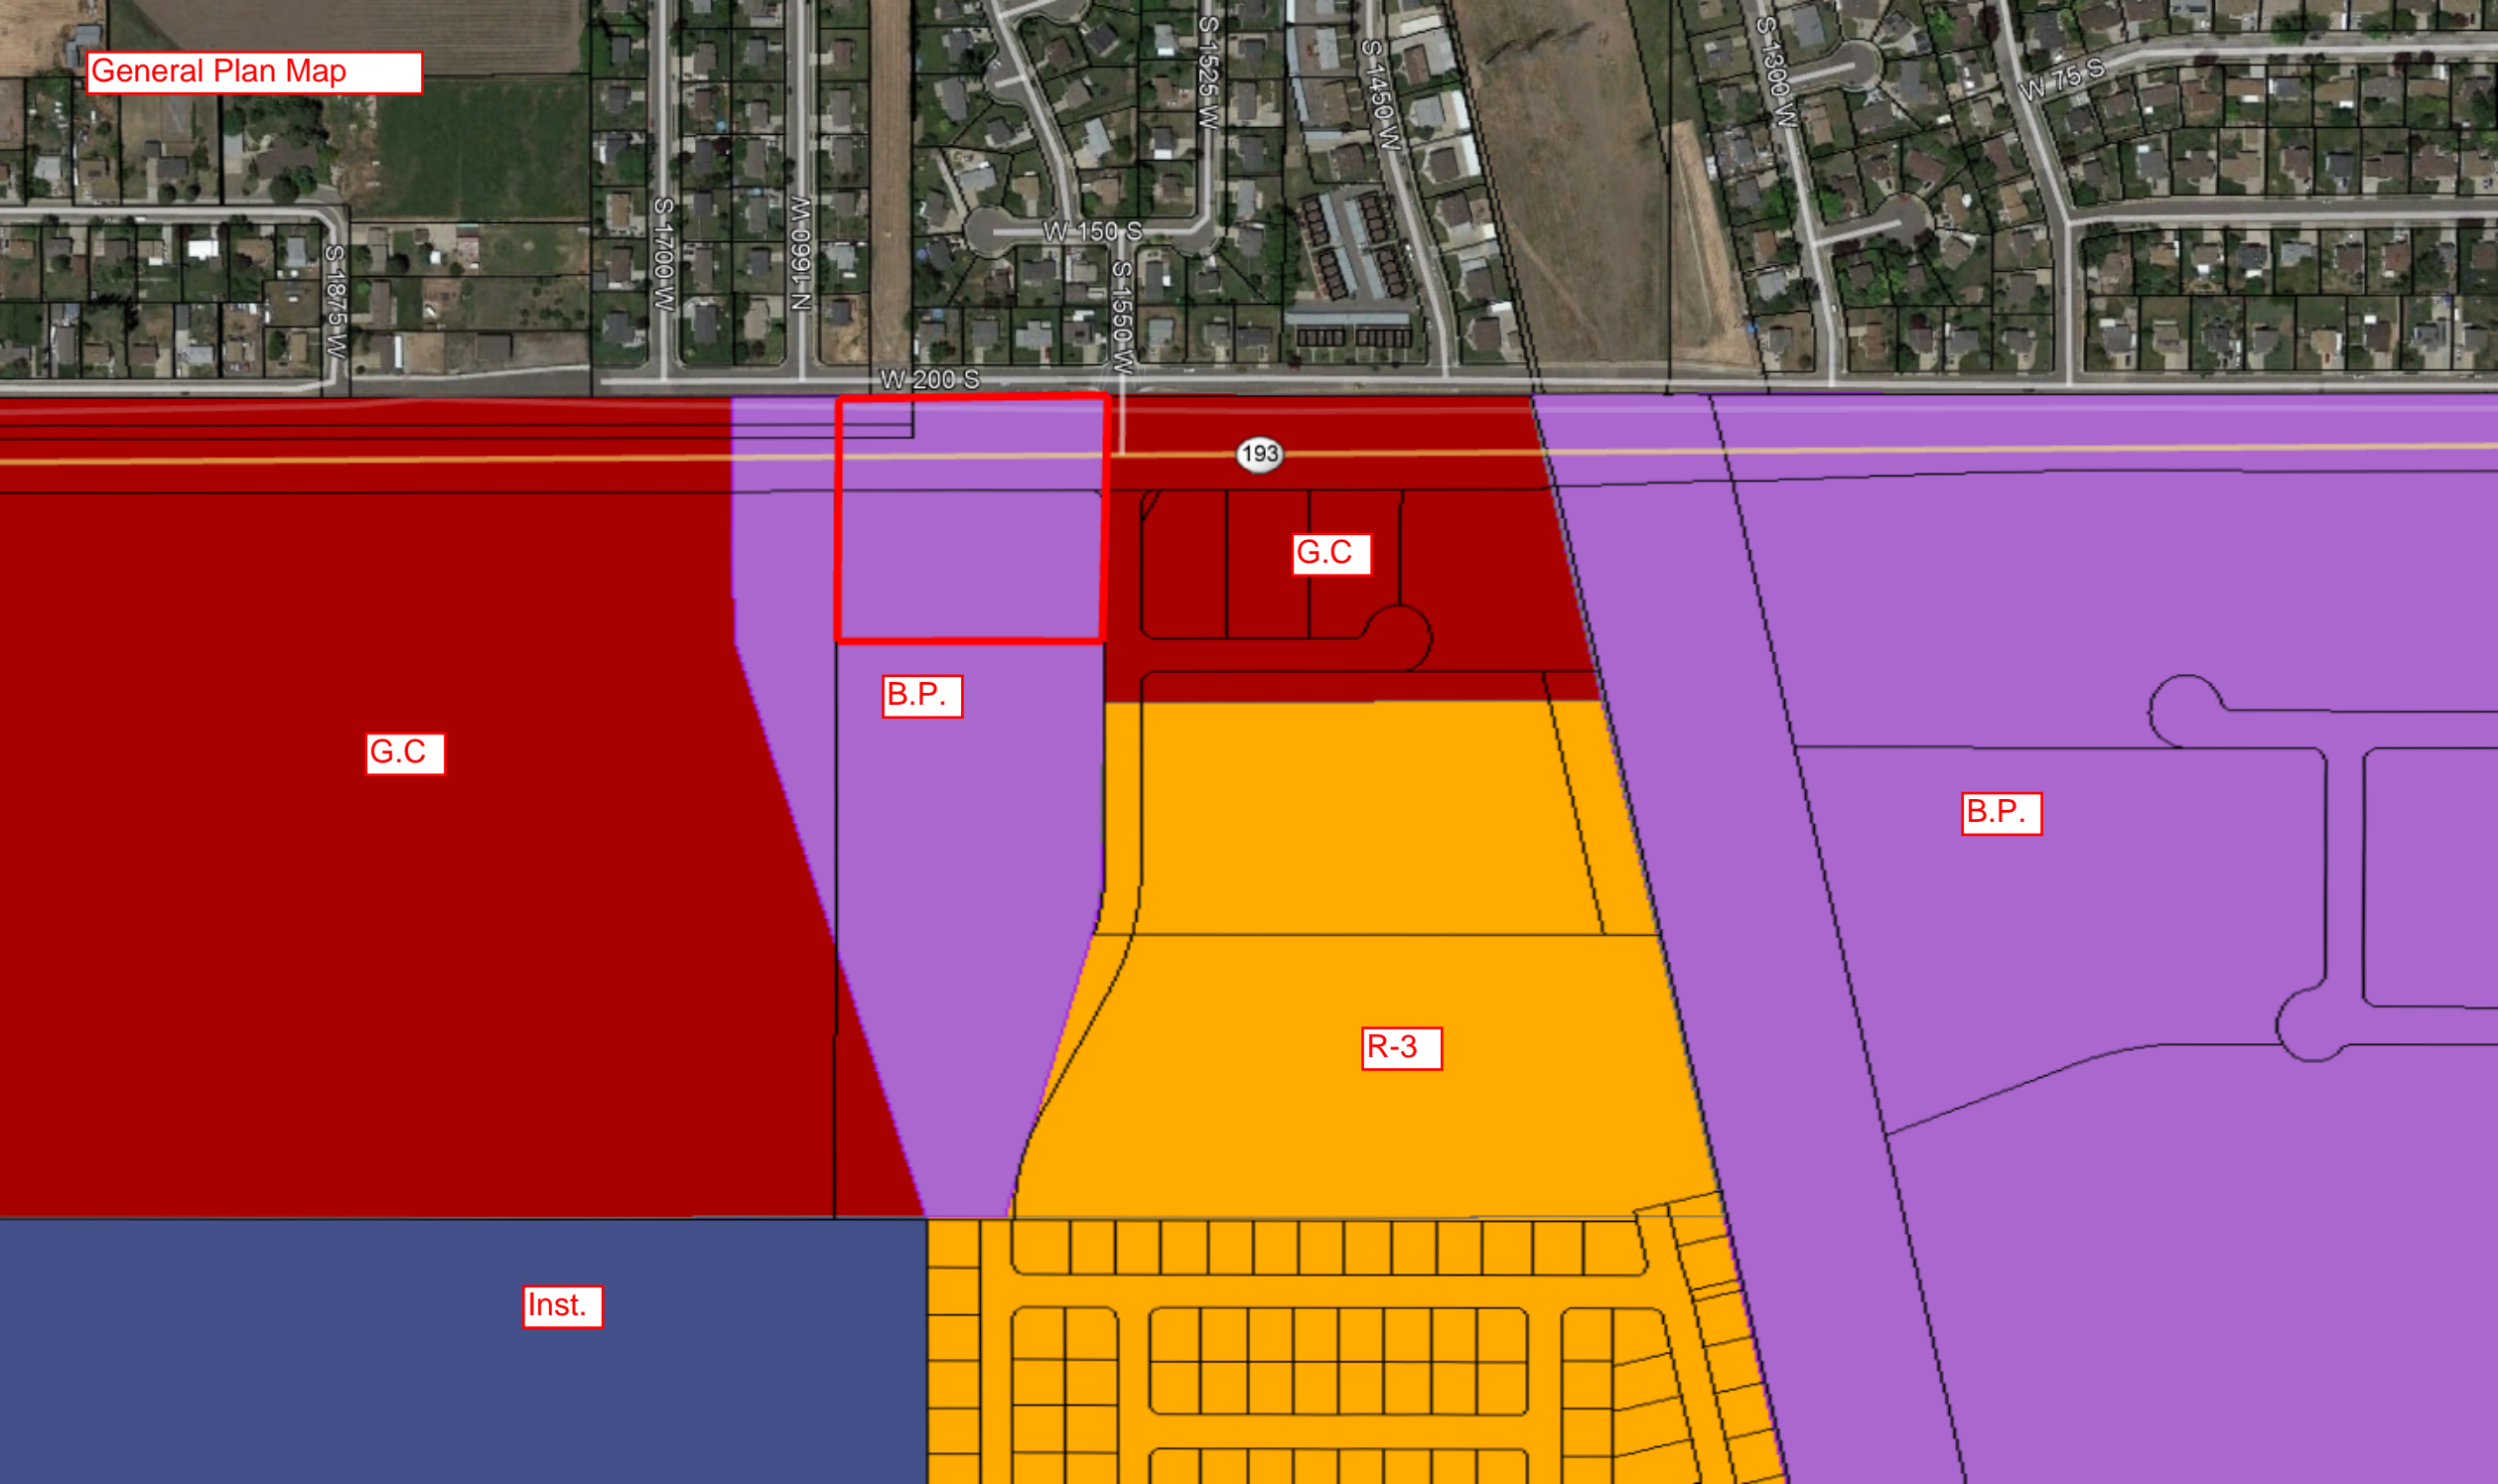 General Plan Map
S 1525 W
S 1450 W
S 1300 W
W 75 S
S 1700 W
N 1660 W
S 1875 W
W 150 S
S 1550 W
W 200 S
193
G.C
B.P.
G.C
B.P.
R-3
Inst.